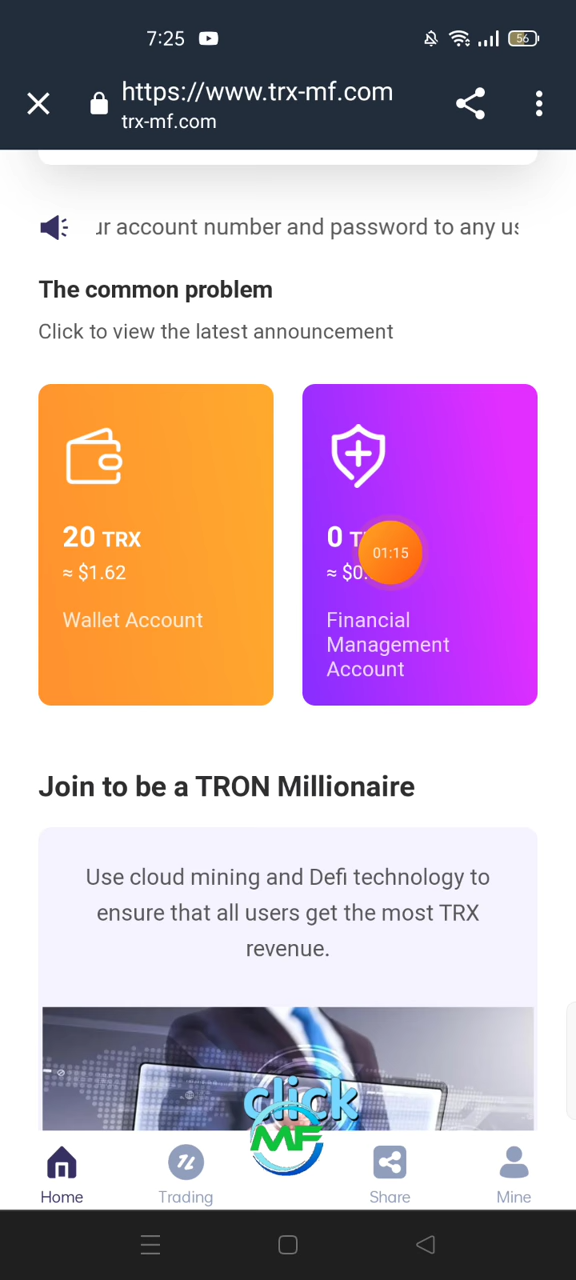 7:25
56
https://www.trx-mf.com
trx-mf.com
ur account number and password to any us
The common problem
Click to view the latest announcement
20 TRX
≈ $1.62
Wallet Account
0 T
01:15
≈ $0.
Financial
Management
Account
Join to be a TRON Millionaire
Use cloud mining and Defi technology to
ensure that all users get the most TRX
revenue.
click
MF
Home
Trading
Share
Mine